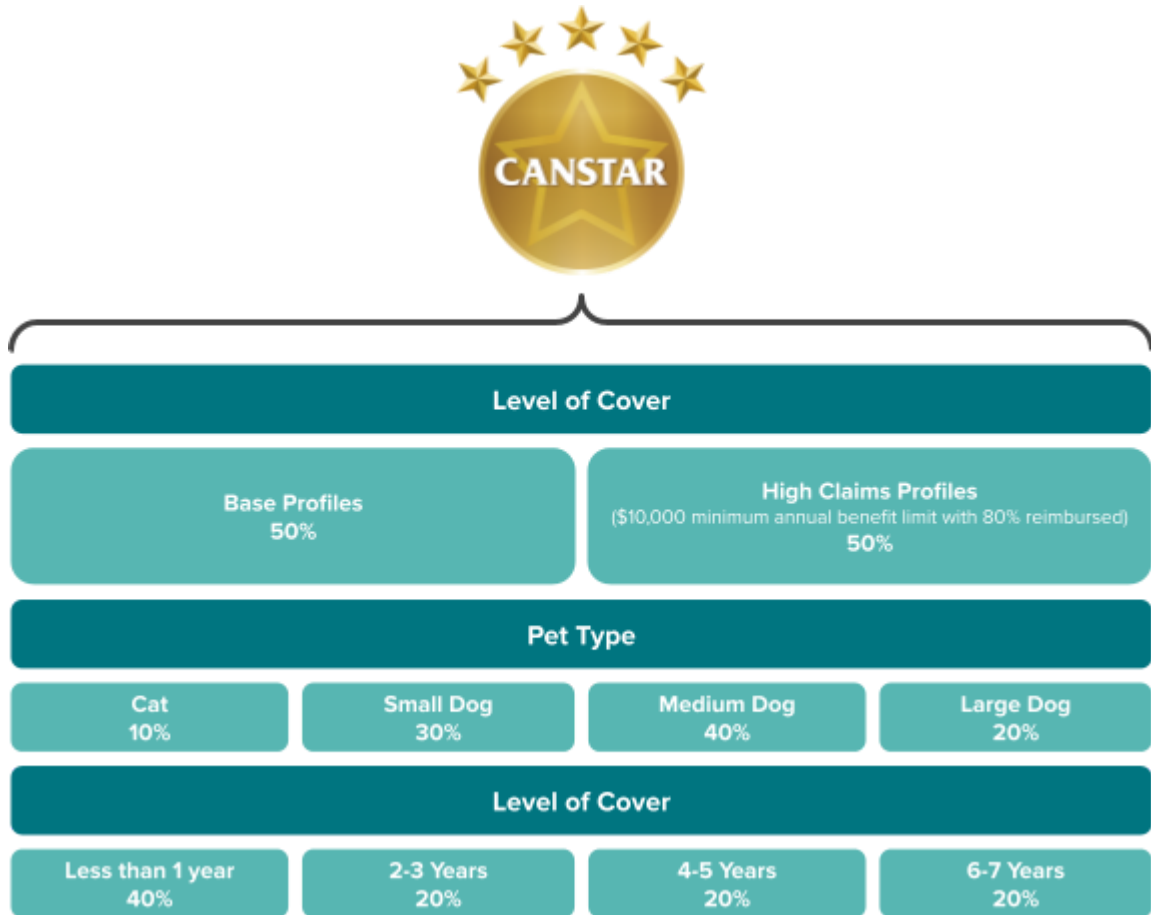 CANSTAR
Level of Cover
Base Profiles
50%
High Claims Profiles
($10,000 minimum annual benefit limit with 80% reimbursed)
50%
Pet Type
Cat
10%
Small Dog
30%
Medium Dog
40%
Large Dog
20%
Level of Cover
Less than 1 year
40%
2-3 Years
20%
4-5 Years
20%
6-7 Years
20%